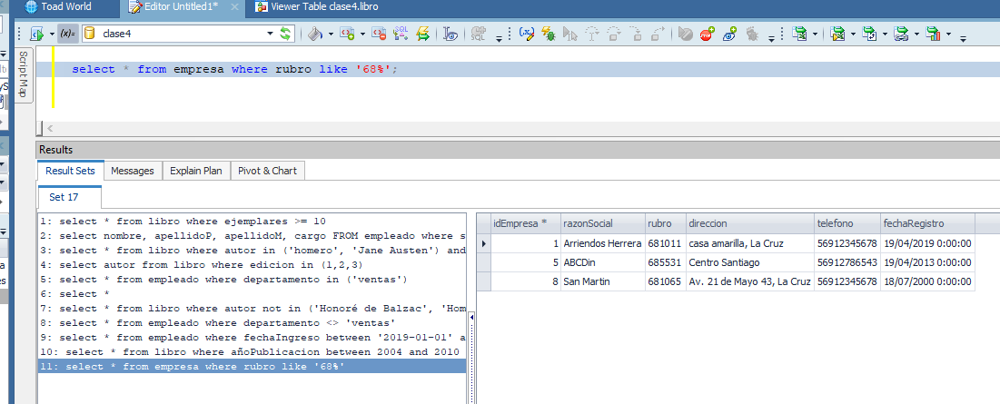 Toad World
Editor Untitled1*
Viewer Table clase4.libro
(x)=
clase4
SQL
Script Map
select * from empresa where rubro like '68%';
Results
Result Sets
Messages
Explain Plan
Pivot & Chart
Set 17
1: select * from libro where ejemplares >= 10
2: select nombre, apellidoP, apellidoM, cargo FROM empleado where s
3: select * from libro where autor in ('homero', 'Jane Austen') and
4: select autor from libro where edicion in (1,2,3)
5: select * from empleado where departamento in ('ventas')
6: select *
7: select * from libro where autor not in ('Honoré de Balzac', 'Hom
8: select * from empleado where departamento <> 'ventas'
9: select * from empleado where fechaIngreso between '2019-01-01' a
10: select * from libro where añoPublicacion between 2004 and 2010
11: select * from empresa where rubro like '68%'
idEmpresa * razonSocial rubro direccion telefono fechaRegistro
1 Arriendos Herrera 681011 casa amarilla, La Cruz 56912345678 19/04/2019 0:00:00
5 ABCDin 685531 Centro Santiago 56912786543 19/04/2013 0:00:00
8 San Martin 681065 Av. 21 de Mayo 43, La Cruz 56912345678 18/07/2000 0:00:00